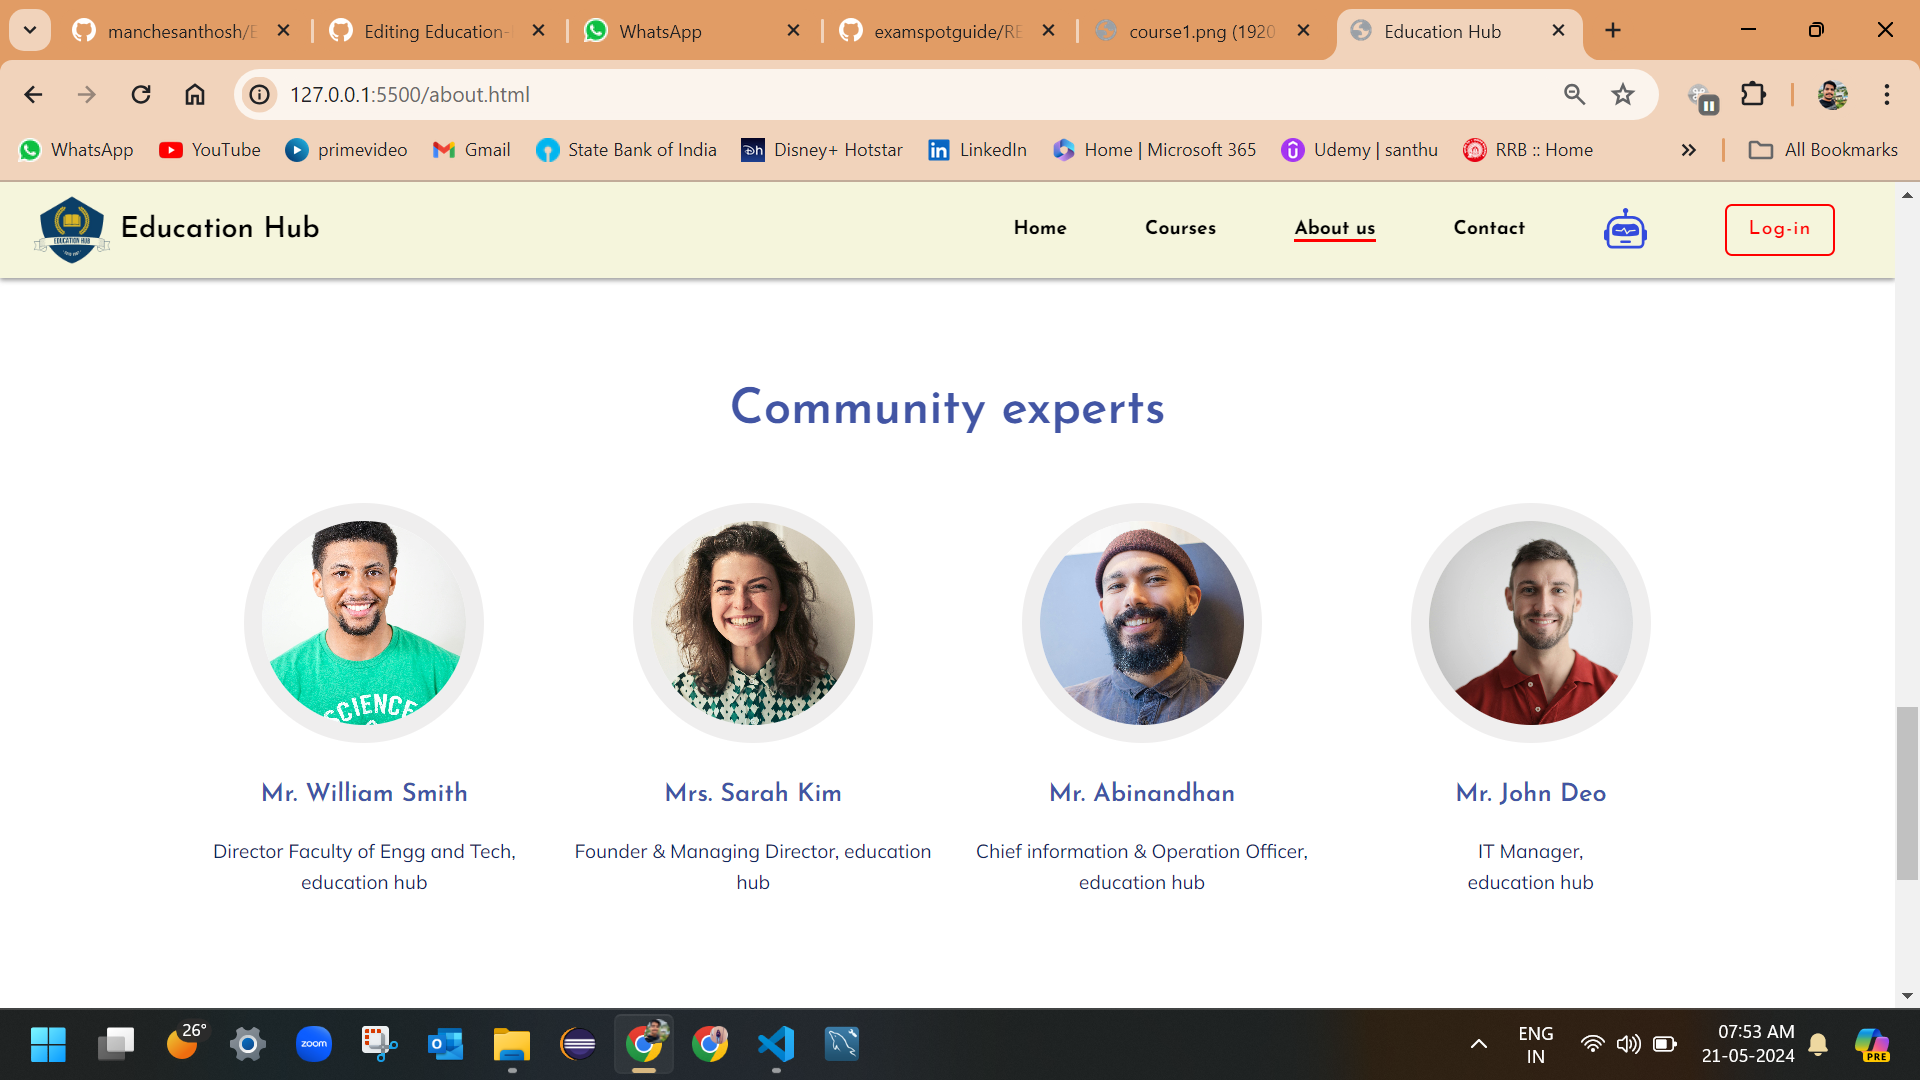 manchesanthosh/E
Editing Education-
WhatsApp
examspotguide/RE
course1.png (1920
Education Hub
127.0.0.1:5500/about.html
WhatsApp
YouTube
primevideo
Gmail
State Bank of India
Disney+ Hotstar
LinkedIn
Home | Microsoft 365
Udemy | santhu
RRB :: Home
All Bookmarks
EDUCATION HUB
Education Hub
Home
Courses
About us
Contact
Log-in
Community experts
SCIENCE
Mr. William Smith
Director Faculty of Engg and Tech,
education hub
Mrs. Sarah Kim
Founder & Managing Director, education
hub
Mr. Abinandhan
Chief information & Operation Officer,
education hub
Mr. John Deo
IT Manager,
education hub
26°
zoom
ENG
IN
07:53 AM
21-05-2024
PRE